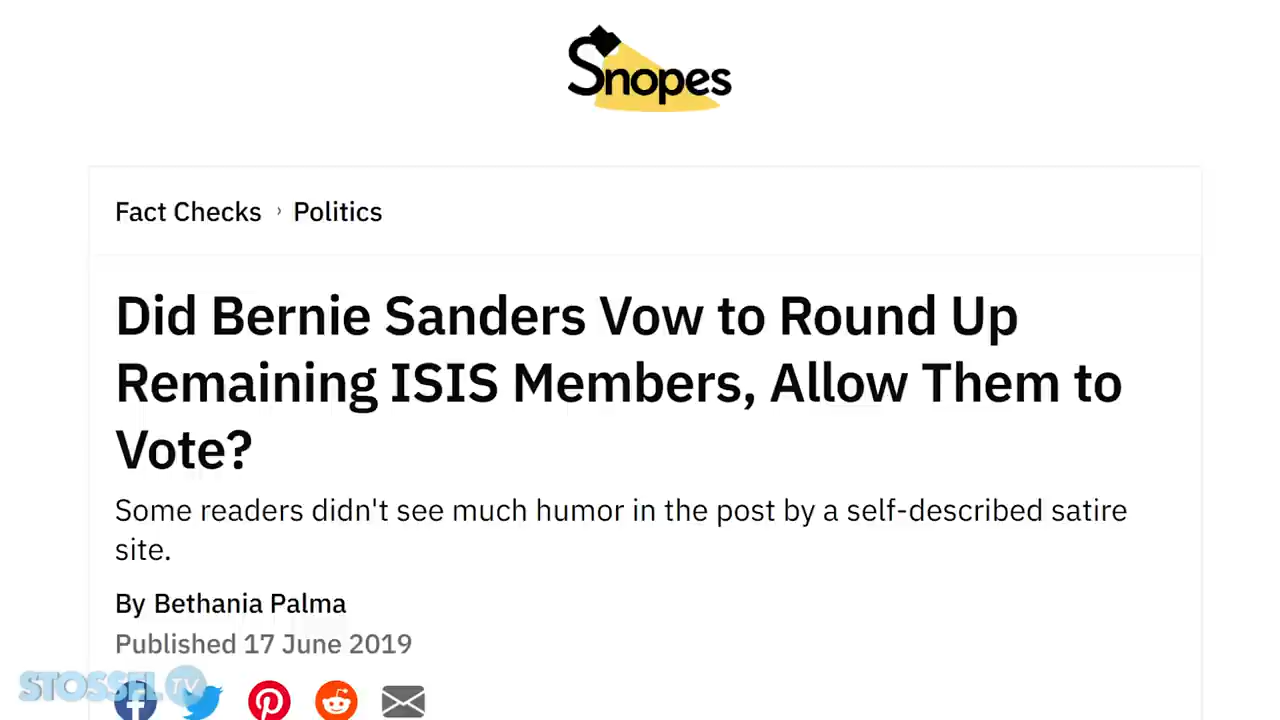 Snopes
Fact Checks › Politics
Did Bernie Sanders Vow to Round Up
Remaining ISIS Members, Allow Them to
Vote?
Some readers didn't see much humor in the post by a self-described satire
site.
By Bethania Palma
Published 17 June 2019
STOSSEL TV